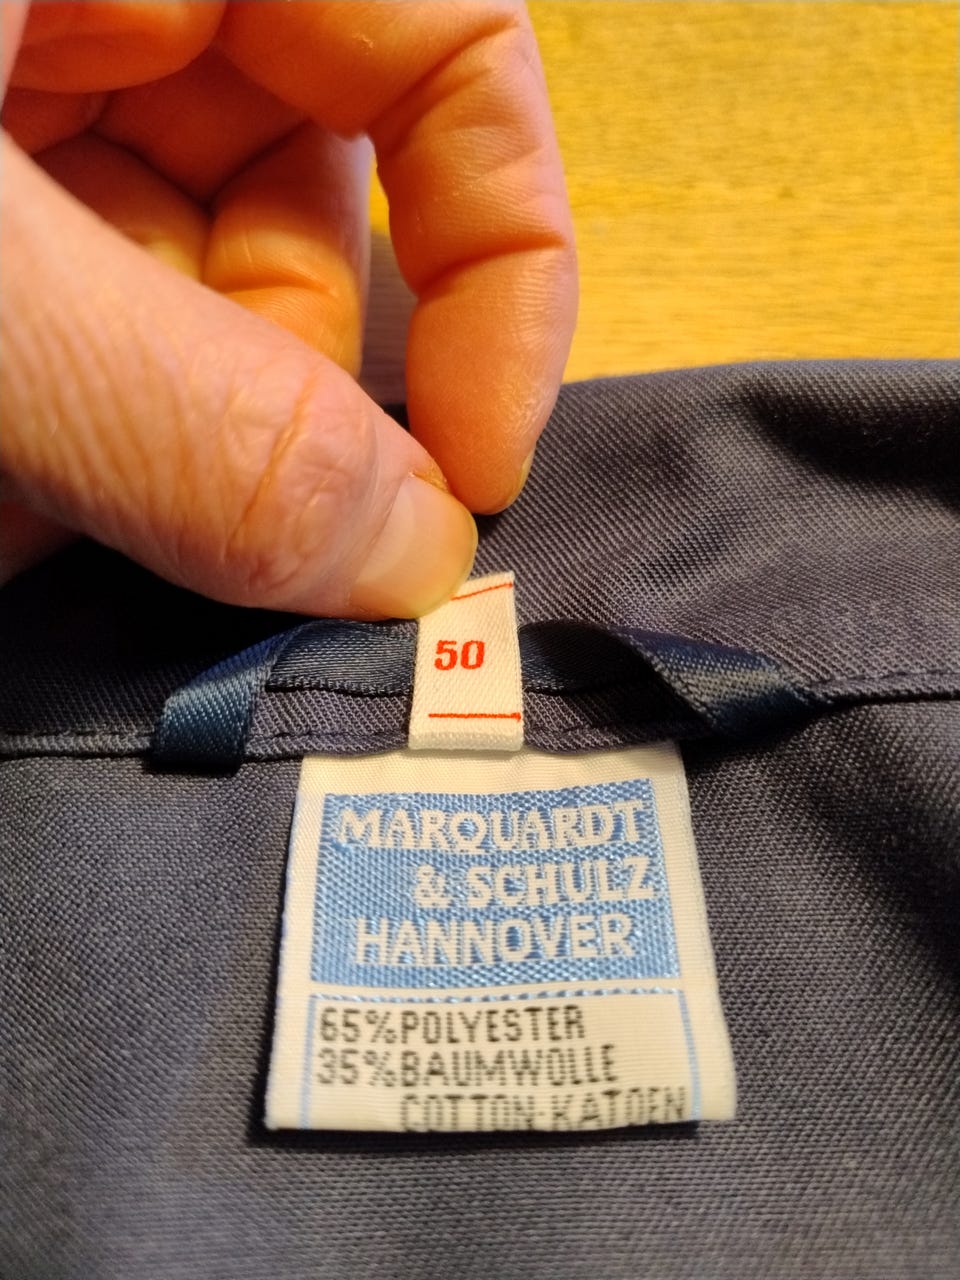 50
MARQUARDT
& SCHULZ
HANNOVER
65%POLYESTER
35%BAUMWOLLE
COTTON-KATOEN